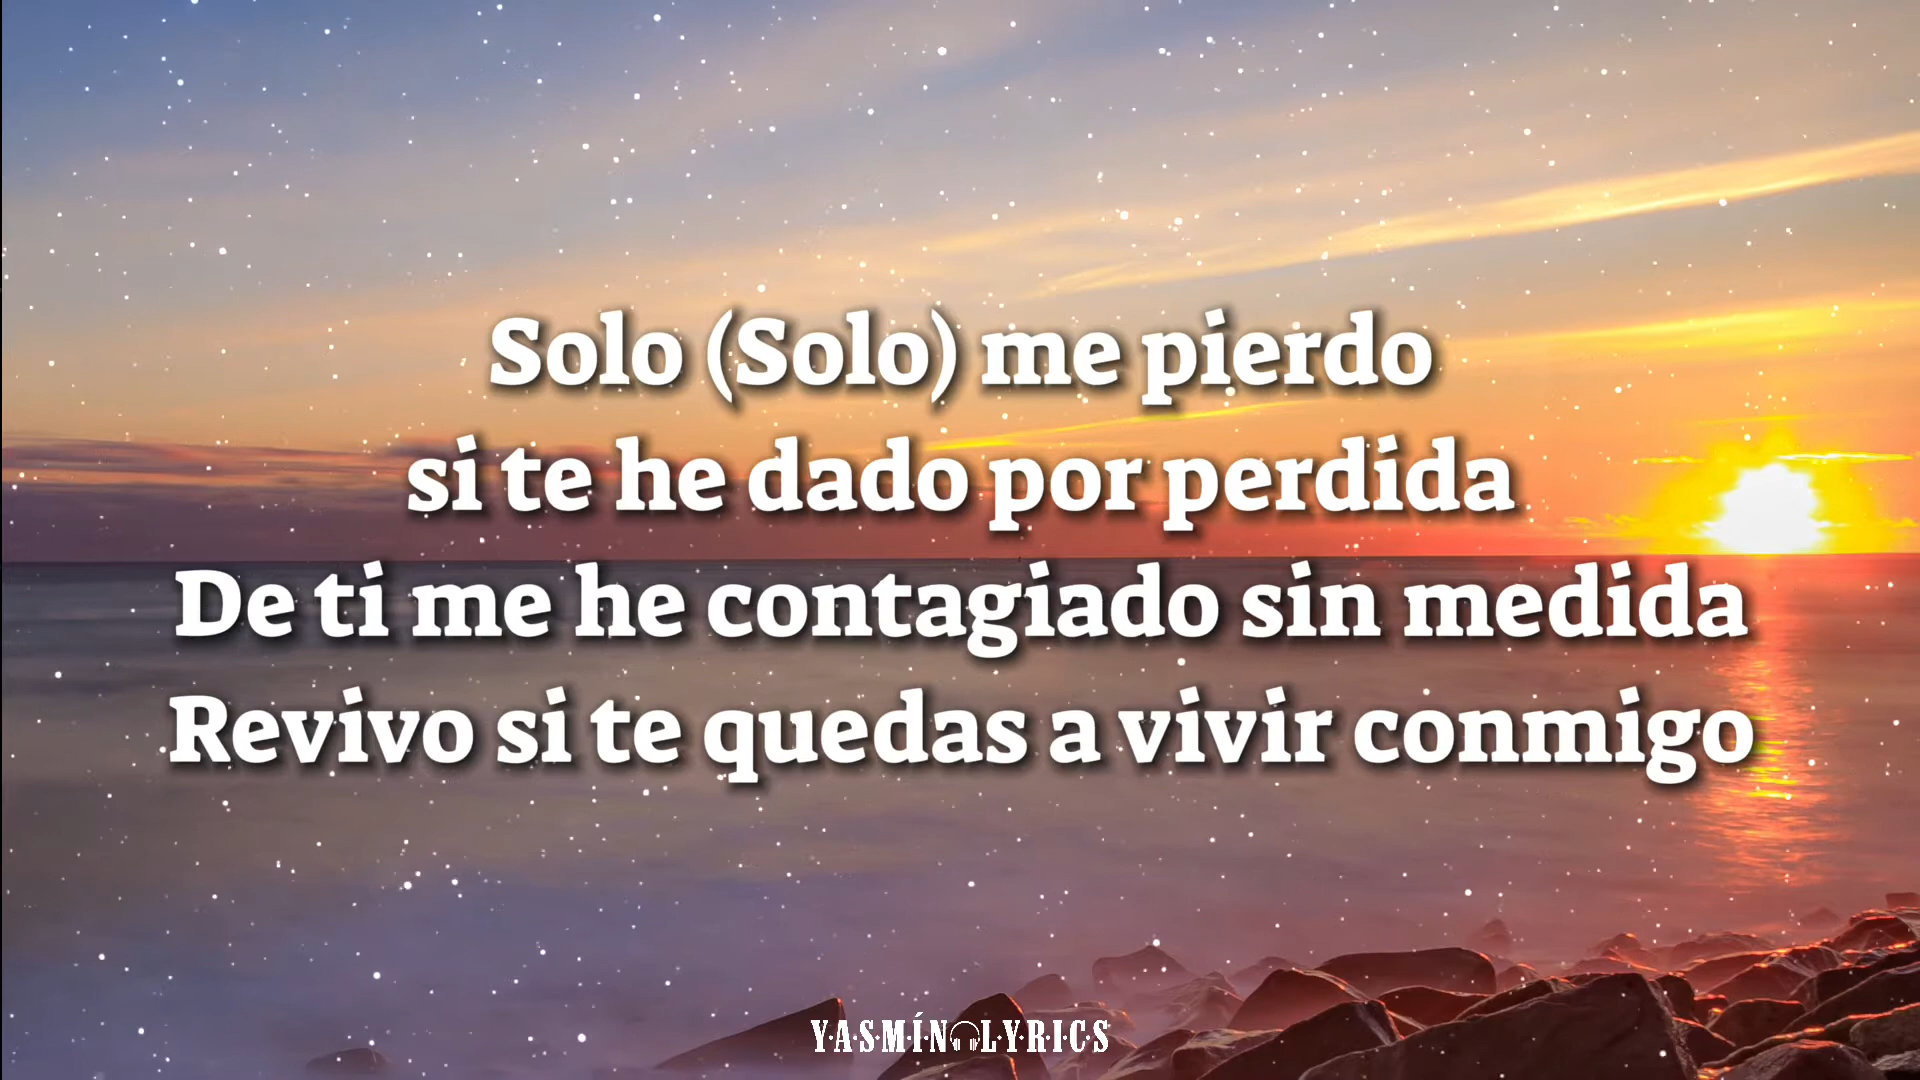 Solo (Solo) me pierdo
si te he dado por perdida
De ti me he contagiado sin medida
Revivo si te quedas a vivir conmigo
YASMÍN LYRICS